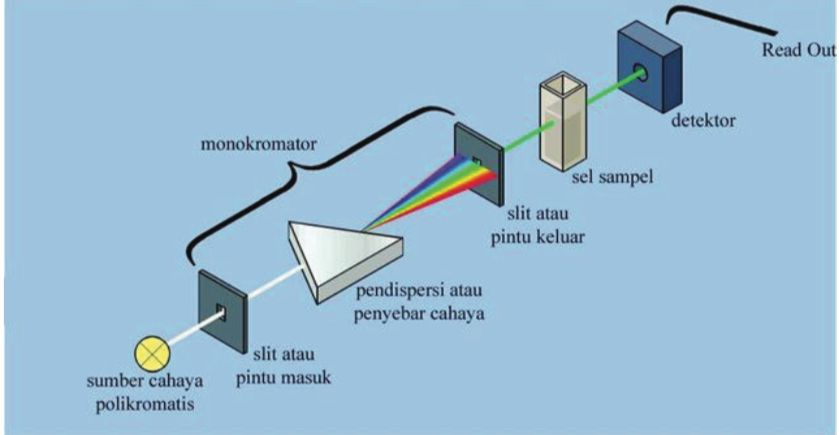 Read Out
detektor
monokromator
sel sampel
slit atau
pintu keluar
pendispersi atau
penyebar cahaya
slit atau
pintu masuk
sumber cahaya
polikromatis